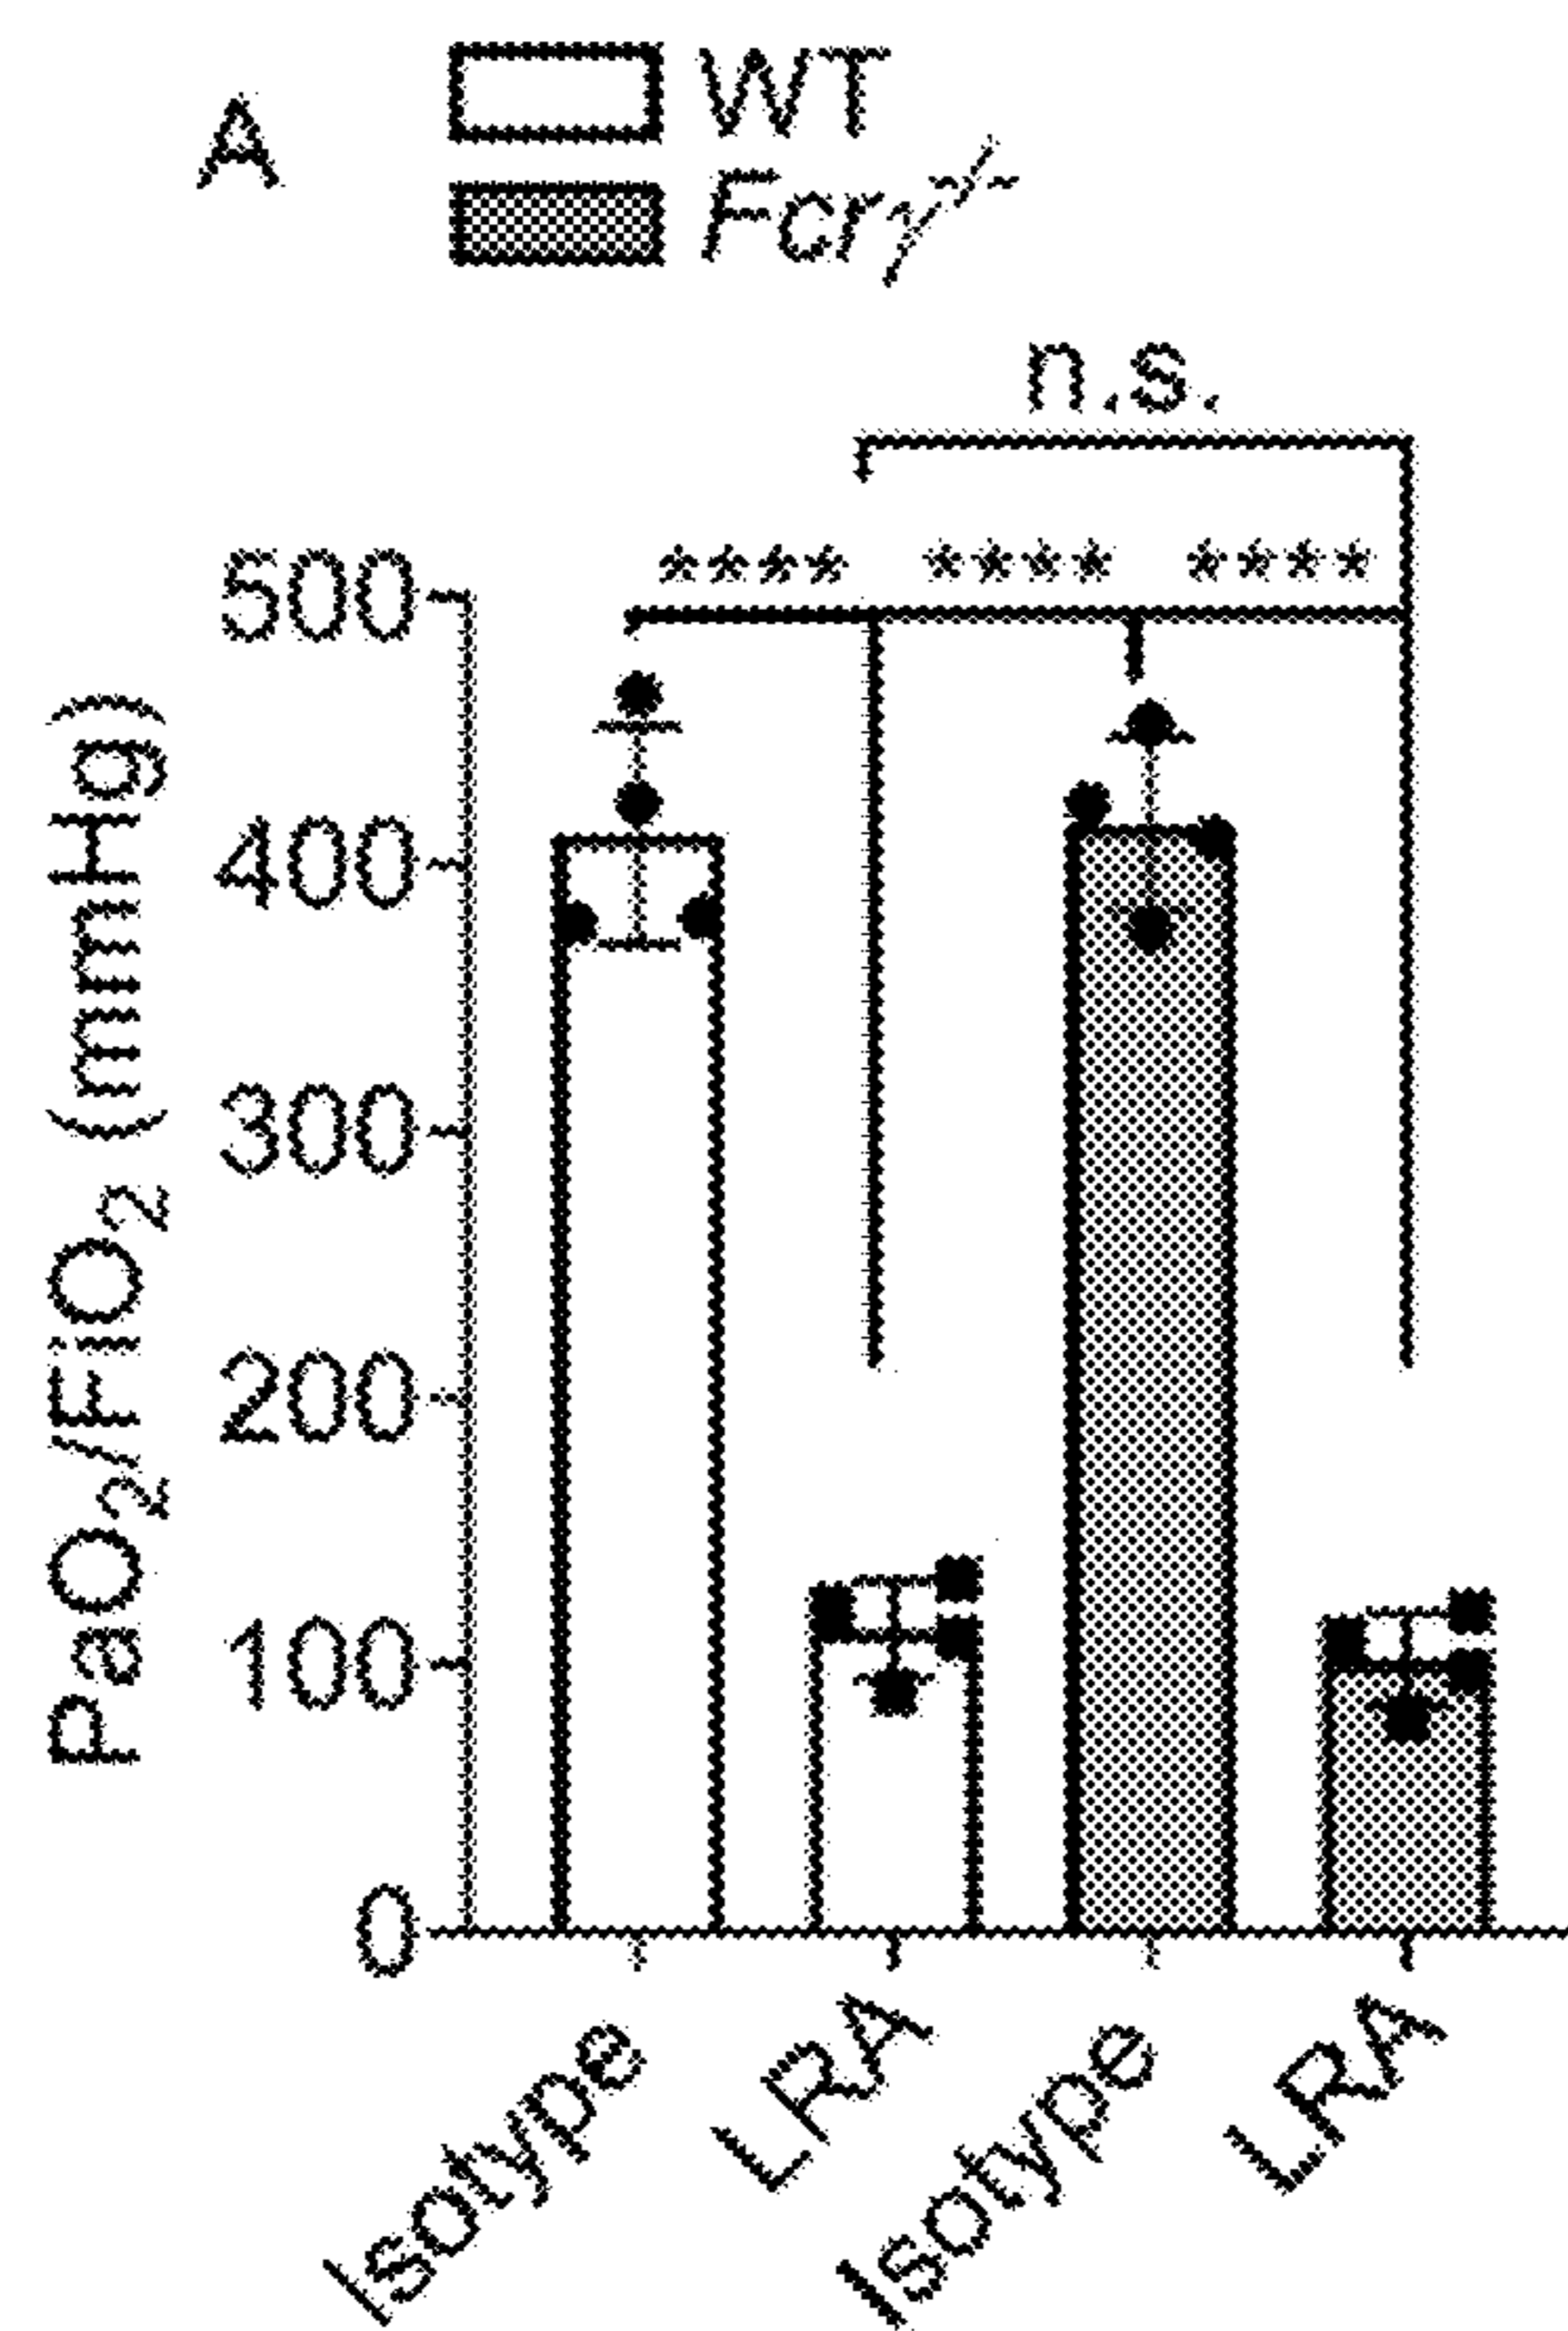 A
WT
Fcrγ-/-
n.s.
**** **** ****
PaO2/FiO2 (mmHg)
500
400
300
200
100
0
Isotype
LRA
Isotype
LRA